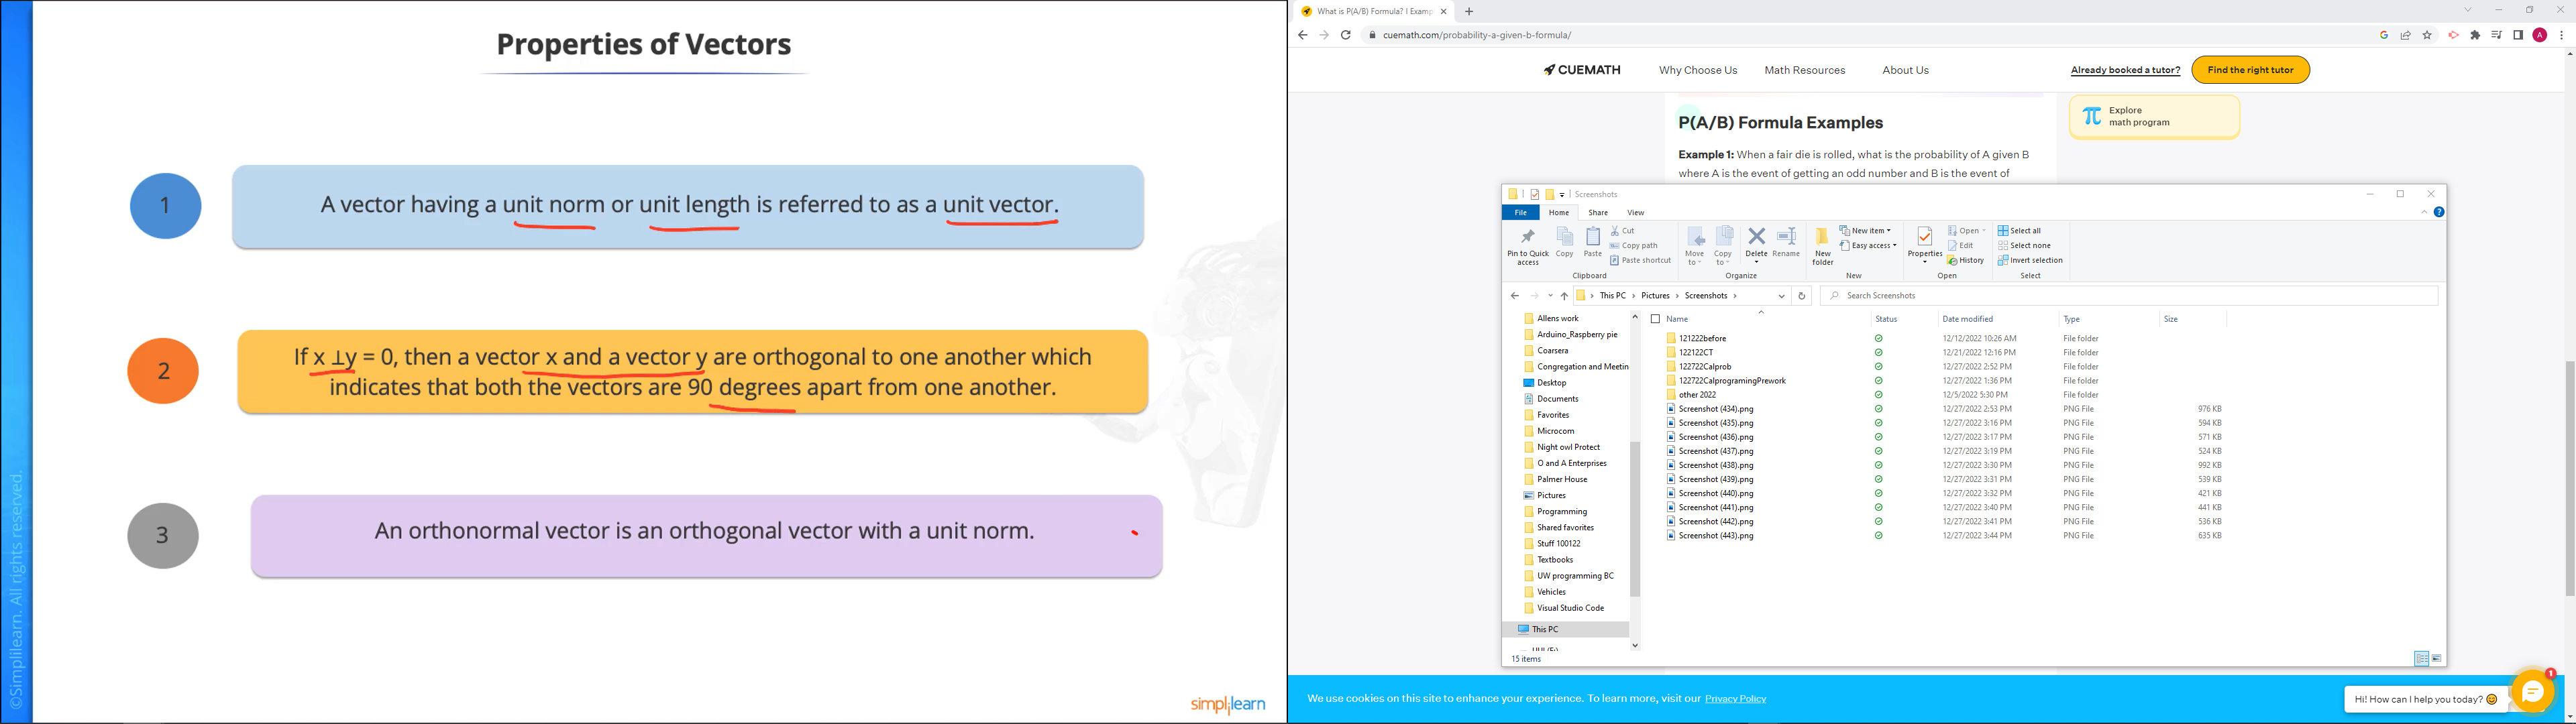 Properties of Vectors
1
A vector having a unit norm or unit length is referred to as a unit vector.
2
If x ⊥y = 0, then a vector x and a vector y are orthogonal to one another which
indicates that both the vectors are 90 degrees apart from one another.
3
An orthonormal vector is an orthogonal vector with a unit norm.
©Simplilearn. All rights reserved.
simplilearn
What is P(A/B) Formula? | Examp
cuemath.com/probability-a-given-b-formula/
A
CUEMATH
Why Choose Us
Math Resources
About Us
Already booked a tutor?
Find the right tutor
Explore
math program
P(A/B) Formula Examples
Example 1: When a fair die is rolled, what is the probability of A given B
where A is the event of getting an odd number and B is the event of
Screenshots
File Home Share View
Pin to Quick
access
Copy
Paste
Cut
Copy path
Paste shortcut
Clipboard
Move
to
Copy
to
Delete
Rename
Organize
New
folder
New item
Easy access
New
Properties
Open
Edit
History
Open
Select all
Select none
Invert selection
Select
This PC > Pictures > Screenshots >
Search Screenshots
Allens work
Arduino_Raspberry pie
Coarsera
Congregation and Meetin
Desktop
Documents
Favorites
Microcom
Night owl Protect
O and A Enterprises
Palmer House
Pictures
Programming
Shared favorites
Stuff 100122
Textbooks
UW programming BC
Vehicles
Visual Studio Code
This PC
Name Status Date modified Type Size
121222before 12/12/2022 10:26 AM File folder
122122CT 12/21/2022 12:16 PM File folder
122722Calprob 12/27/2022 2:52 PM File folder
122722CalprogramingPrework 12/27/2022 1:36 PM File folder
other 2022 12/5/2022 5:30 PM File folder
Screenshot (434).png 12/27/2022 2:53 PM PNG File 976 KB
Screenshot (435).png 12/27/2022 3:16 PM PNG File 594 KB
Screenshot (436).png 12/27/2022 3:17 PM PNG File 571 KB
Screenshot (437).png 12/27/2022 3:19 PM PNG File 524 KB
Screenshot (438).png 12/27/2022 3:30 PM PNG File 992 KB
Screenshot (439).png 12/27/2022 3:31 PM PNG File 539 KB
Screenshot (440).png 12/27/2022 3:32 PM PNG File 421 KB
Screenshot (441).png 12/27/2022 3:40 PM PNG File 441 KB
Screenshot (442).png 12/27/2022 3:41 PM PNG File 536 KB
Screenshot (443).png 12/27/2022 3:44 PM PNG File 635 KB
15 items
We use cookies on this site to enhance your experience. To learn more, visit our Privacy Policy
Hi! How can I help you today? 😊
1